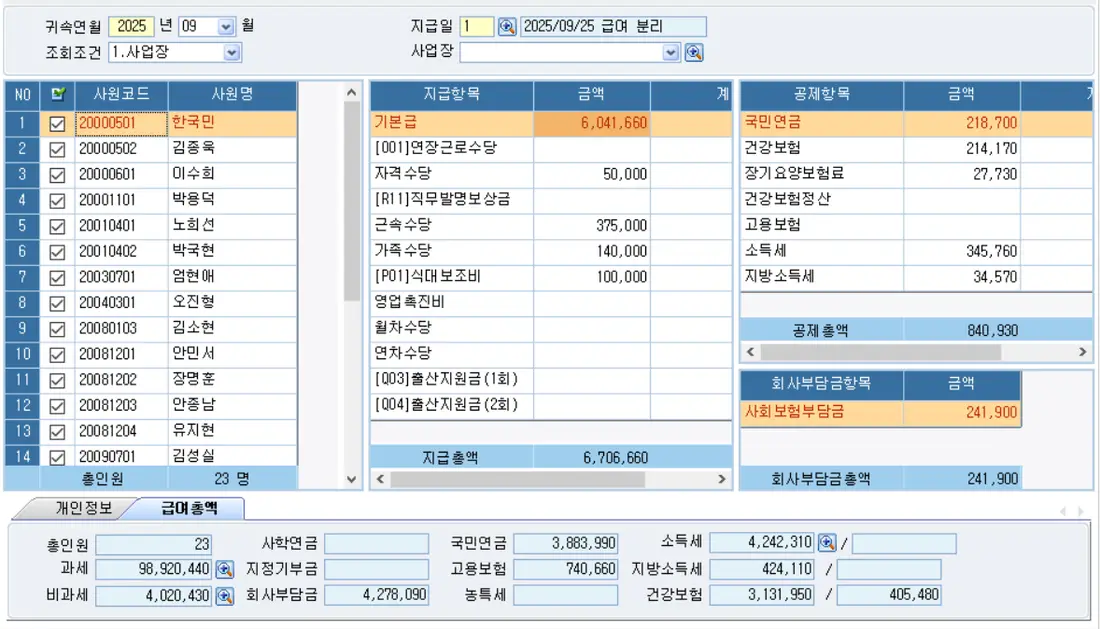 귀속연월 2025 년 09 월 지급일 1 2025/09/25 급여 분리
조회조건 1.사업장 사업장
NO 사원코드 사원명
1 20000501 한국민
2 20000502 김종욱
3 20000601 이수희
4 20001101 박용덕
5 20010401 노희선
6 20010402 박국현
7 20030701 엄현애
8 20040301 오진형
9 20080103 김소현
10 20081201 안민서
11 20081202 장명훈
12 20081203 안종남
13 20081204 유지현
14 20090701 김성실
총인원 23 명
지급항목 금액 계
기본급 6,041,660
[001]연장근로수당
자격수당 50,000
[R11]직무발명보상금
근속수당 375,000
가족수당 140,000
[P01]식대보조비 100,000
영업촉진비
월차수당
연차수당
[Q03]출산지원금(1회)
[Q04]출산지원금(2회)
지급총액 6,706,660
공제항목 금액
국민연금 218,700
건강보험 214,170
장기요양보험료 27,730
건강보험정산
고용보험
소득세 345,760
지방소득세 34,570
공제총액 840,930
회사부담금항목 금액
사회보험부담금 241,900
회사부담금총액 241,900
개인정보 급여총액
총인원 23 사학연금 국민연금 3,883,990 소득세 4,242,310 /
과세 98,920,440 지정기부금 고용보험 740,660 지방소득세 424,110 /
비과세 4,020,430 회사부담금 4,278,090 농특세 건강보험 3,131,950 / 405,480